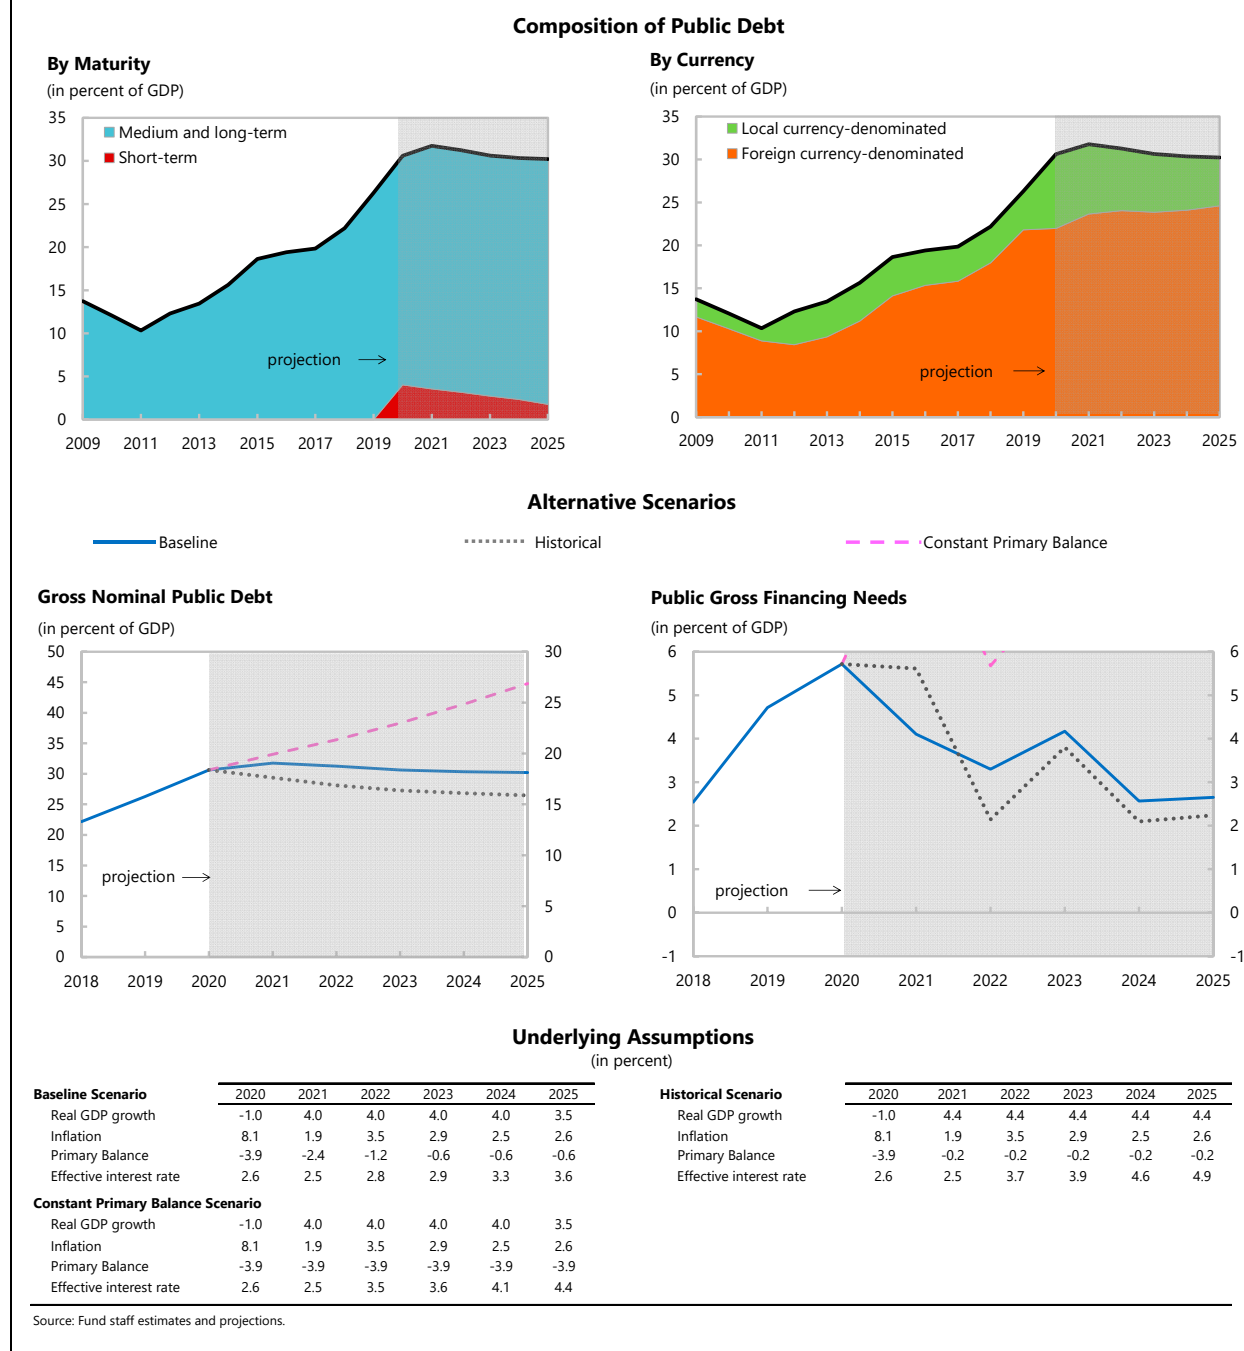 Composition of Public Debt
By Maturity
(in percent of GDP)
35
30
25
20
15
10
5
0
Medium and long-term
Short-term
projection
2009 2011 2013 2015 2017 2019 2021 2023 2025
By Currency
(in percent of GDP)
35
30
25
20
15
10
5
0
Local currency-denominated
Foreign currency-denominated
projection
2009 2011 2013 2015 2017 2019 2021 2023 2025
Alternative Scenarios
Baseline Historical Constant Primary Balance
Gross Nominal Public Debt
(in percent of GDP)
50
45
40
35
30
25
20
15
10
5
0
projection
30
25
20
15
10
5
0
2018 2019 2020 2021 2022 2023 2024 2025
Public Gross Financing Needs
(in percent of GDP)
6
5
4
3
2
1
0
-1
projection
6
5
4
3
2
1
0
-1
2018 2019 2020 2021 2022 2023 2024 2025
Underlying Assumptions
(in percent)
Baseline Scenario 2020 2021 2022 2023 2024 2025
Real GDP growth -1.0 4.0 4.0 4.0 4.0 3.5
Inflation 8.1 1.9 3.5 2.9 2.5 2.6
Primary Balance -3.9 -2.4 -1.2 -0.6 -0.6 -0.6
Effective interest rate 2.6 2.5 2.8 2.9 3.3 3.6
Constant Primary Balance Scenario
Real GDP growth -1.0 4.0 4.0 4.0 4.0 3.5
Inflation 8.1 1.9 3.5 2.9 2.5 2.6
Primary Balance -3.9 -3.9 -3.9 -3.9 -3.9 -3.9
Effective interest rate 2.6 2.5 3.5 3.6 4.1 4.4
Historical Scenario 2020 2021 2022 2023 2024 2025
Real GDP growth -1.0 4.4 4.4 4.4 4.4 4.4
Inflation 8.1 1.9 3.5 2.9 2.5 2.6
Primary Balance -3.9 -0.2 -0.2 -0.2 -0.2 -0.2
Effective interest rate 2.6 2.5 3.7 3.9 4.6 4.9
Source: Fund staff estimates and projections.